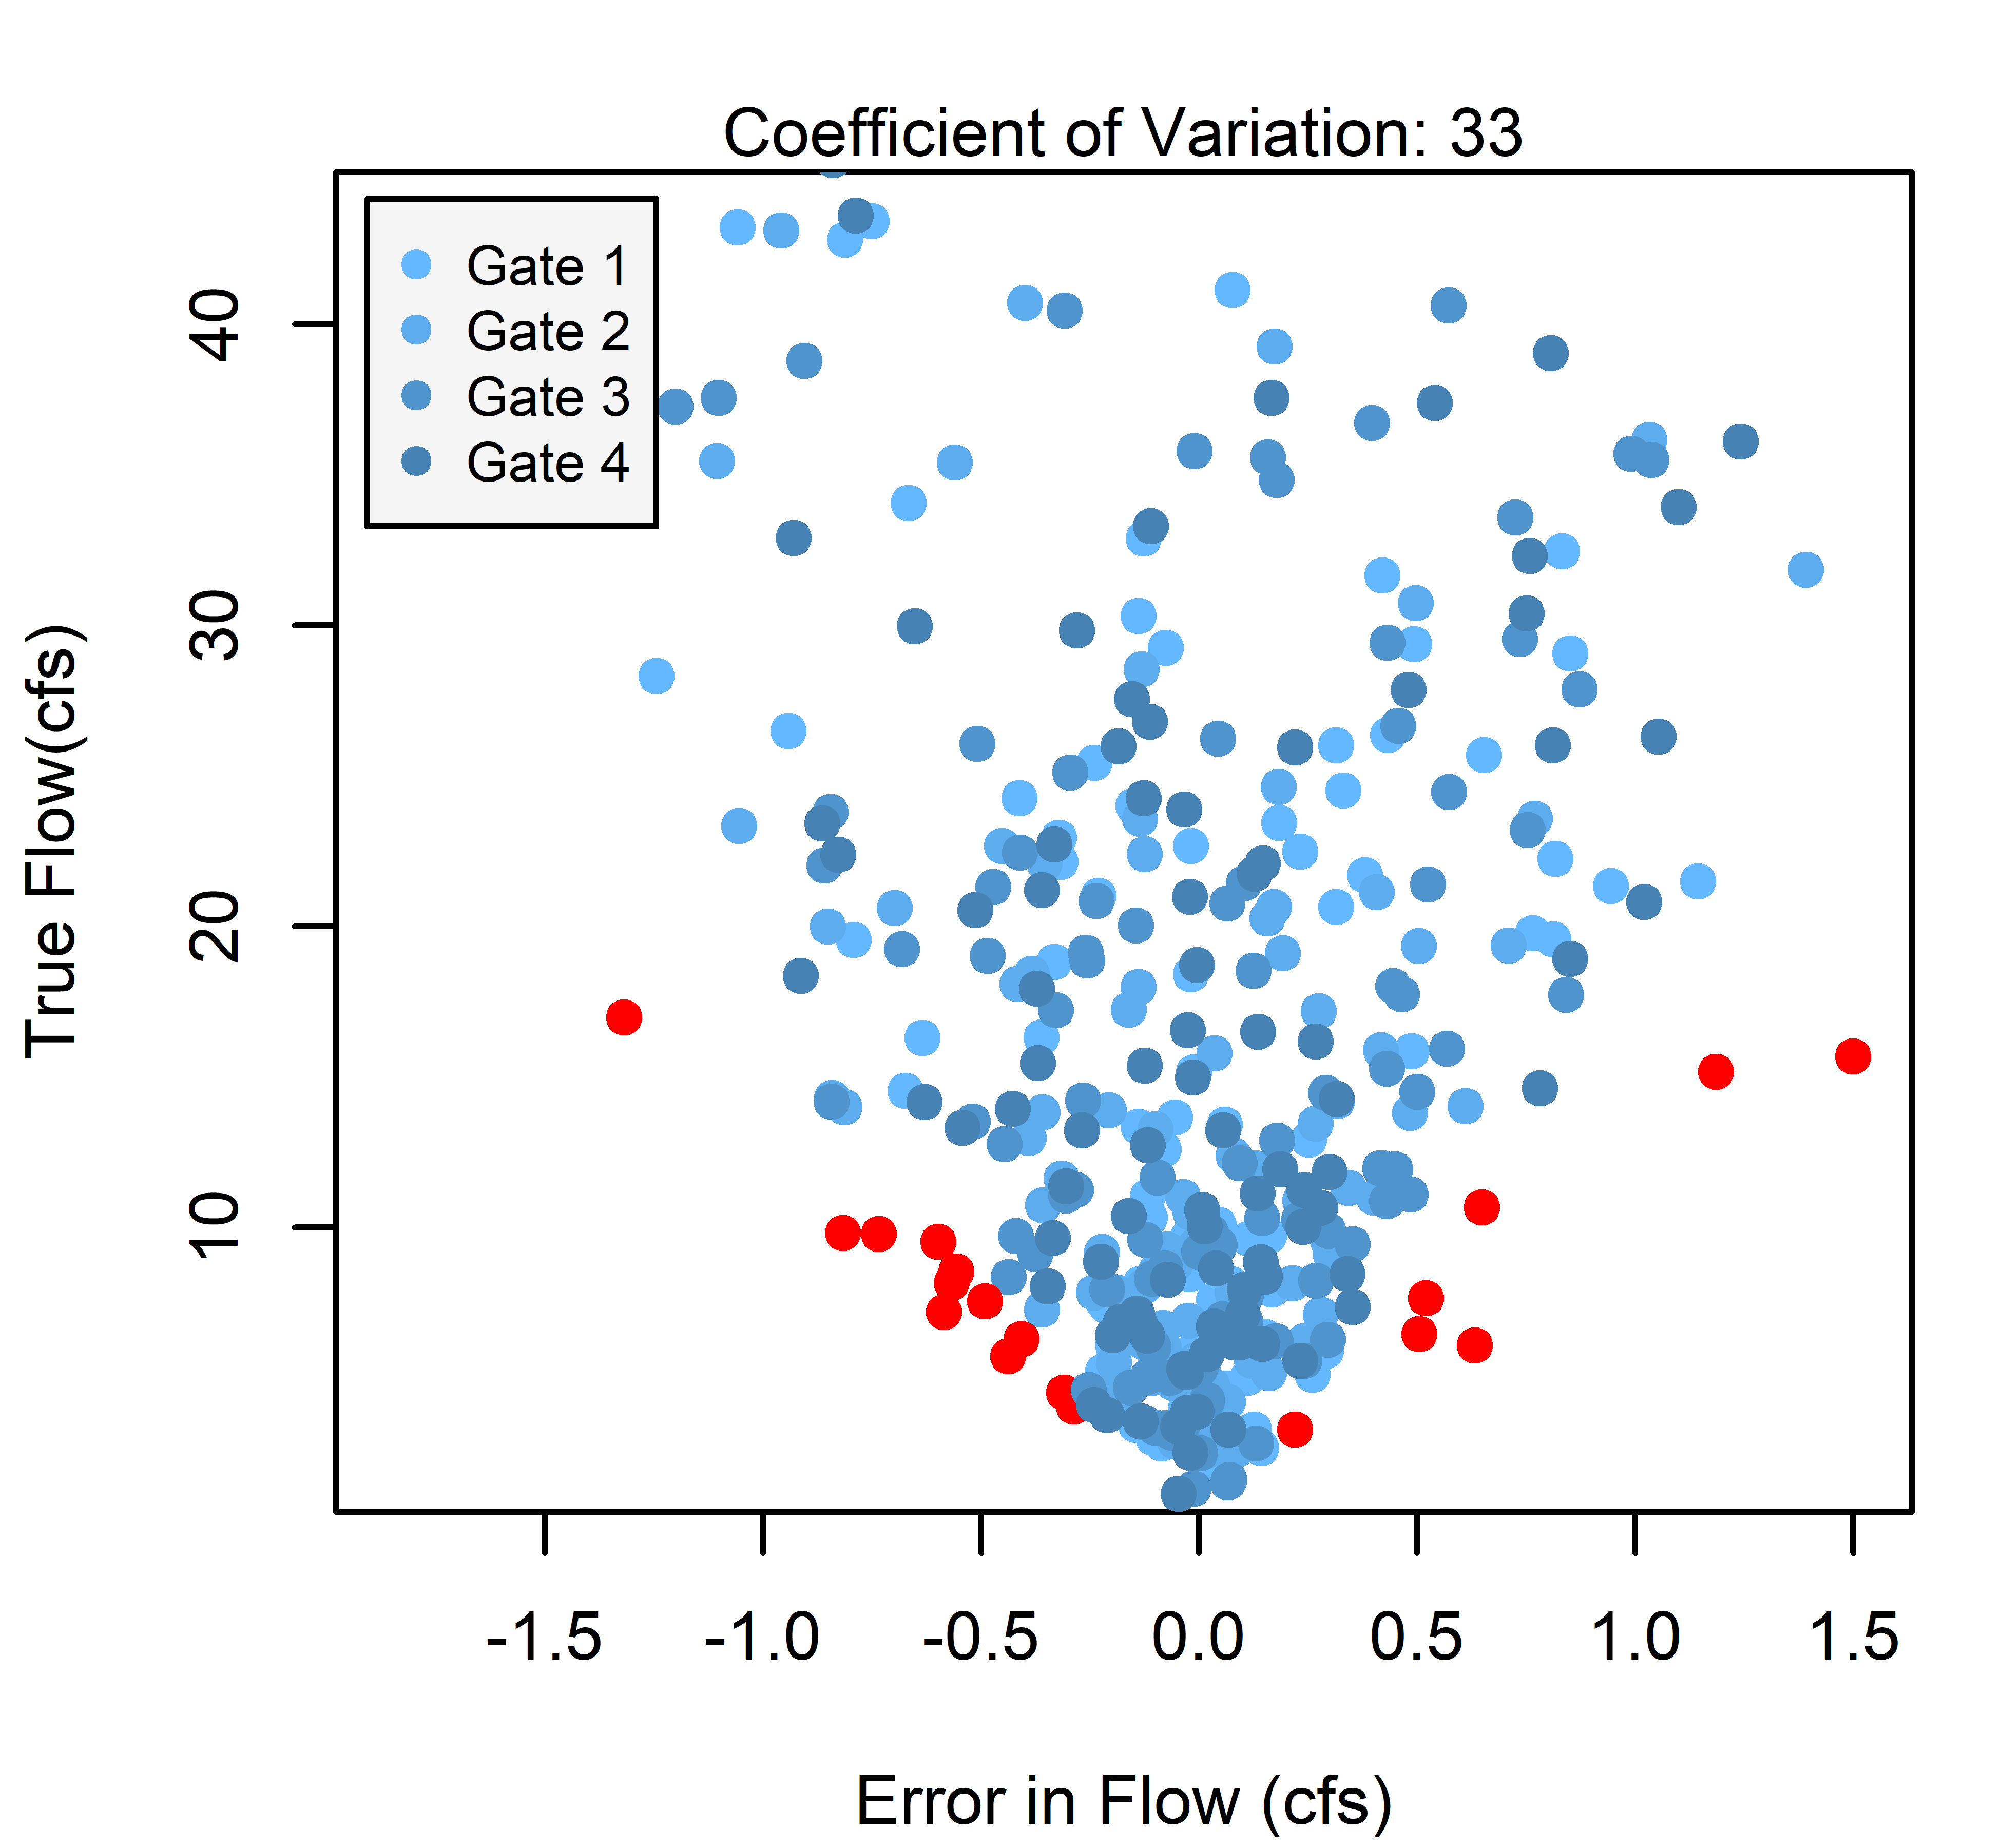 Coefficient of Variation: 33
Gate 1
Gate 2
Gate 3
Gate 4
True Flow(cfs)
40
30
20
10
-1.5 -1.0 -0.5 0.0 0.5 1.0 1.5
Error in Flow (cfs)